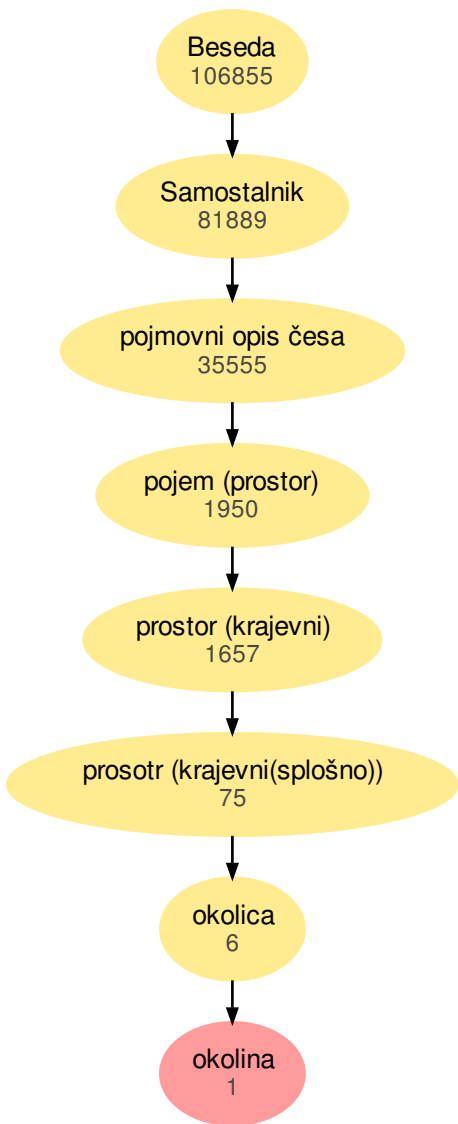 Beseda
106855
Samostalnik
81889
pojmovni opis česa
35555
pojem (prostor)
1950
prostor (krajevni)
1657
prosotr (krajevni(splošno))
75
okolica
6
okolina
1